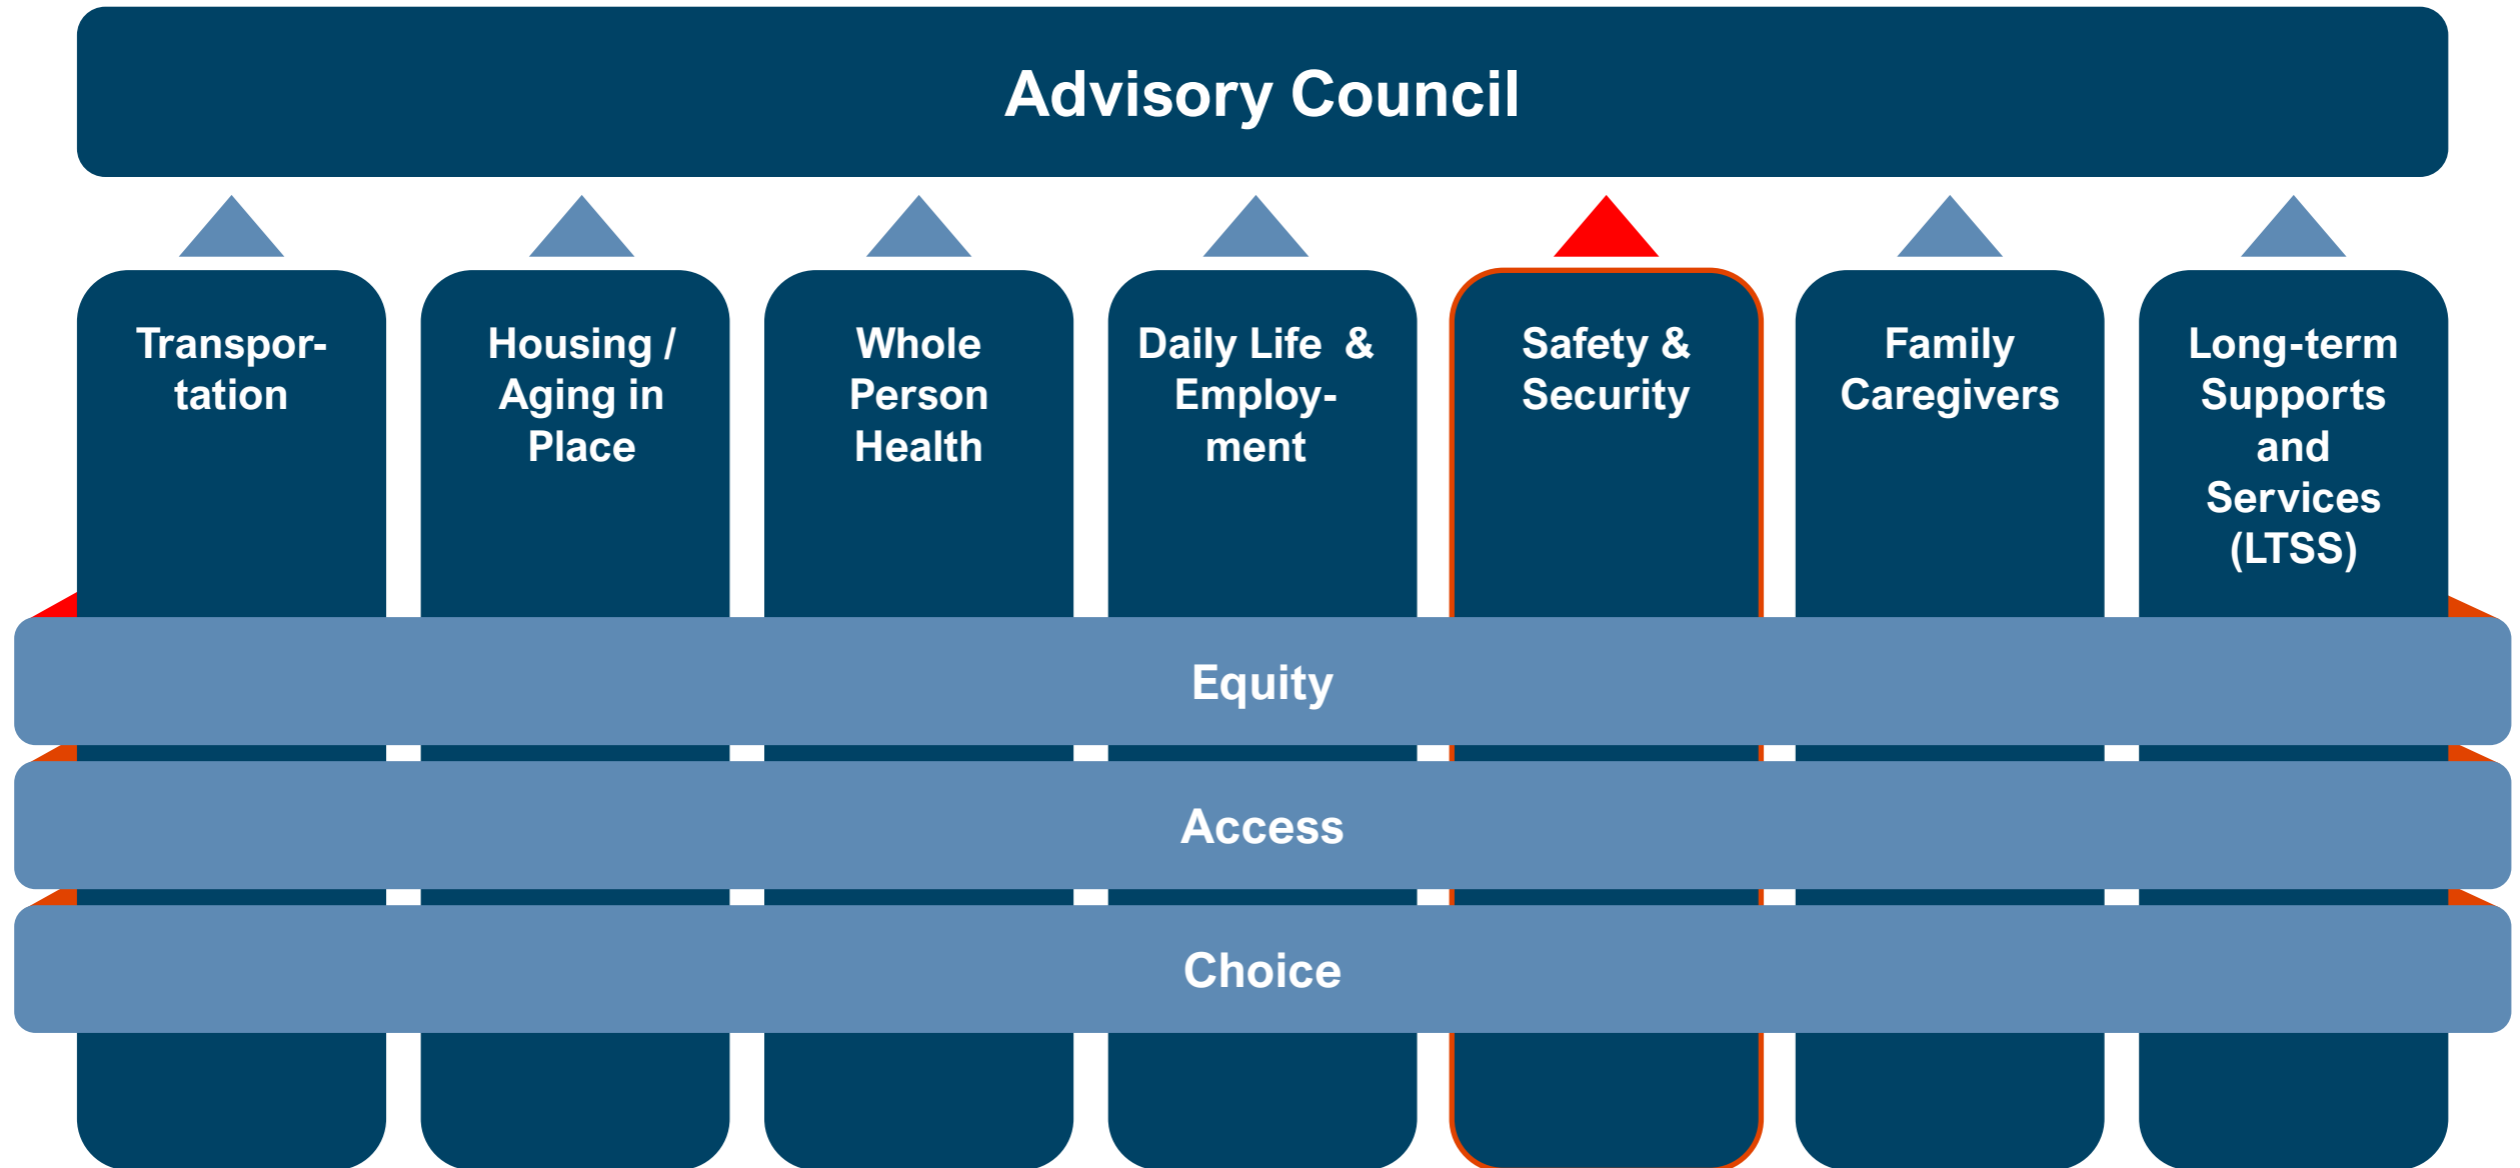 Advisory Council
Transpor-
tation
Housing /
Aging in
Place
Whole
Person
Health
Daily Life  &
Employ-
ment
Safety &
Security
Family
Caregivers
Long-term
Supports
and
Services
(LTSS)
Equity
Access
Choice